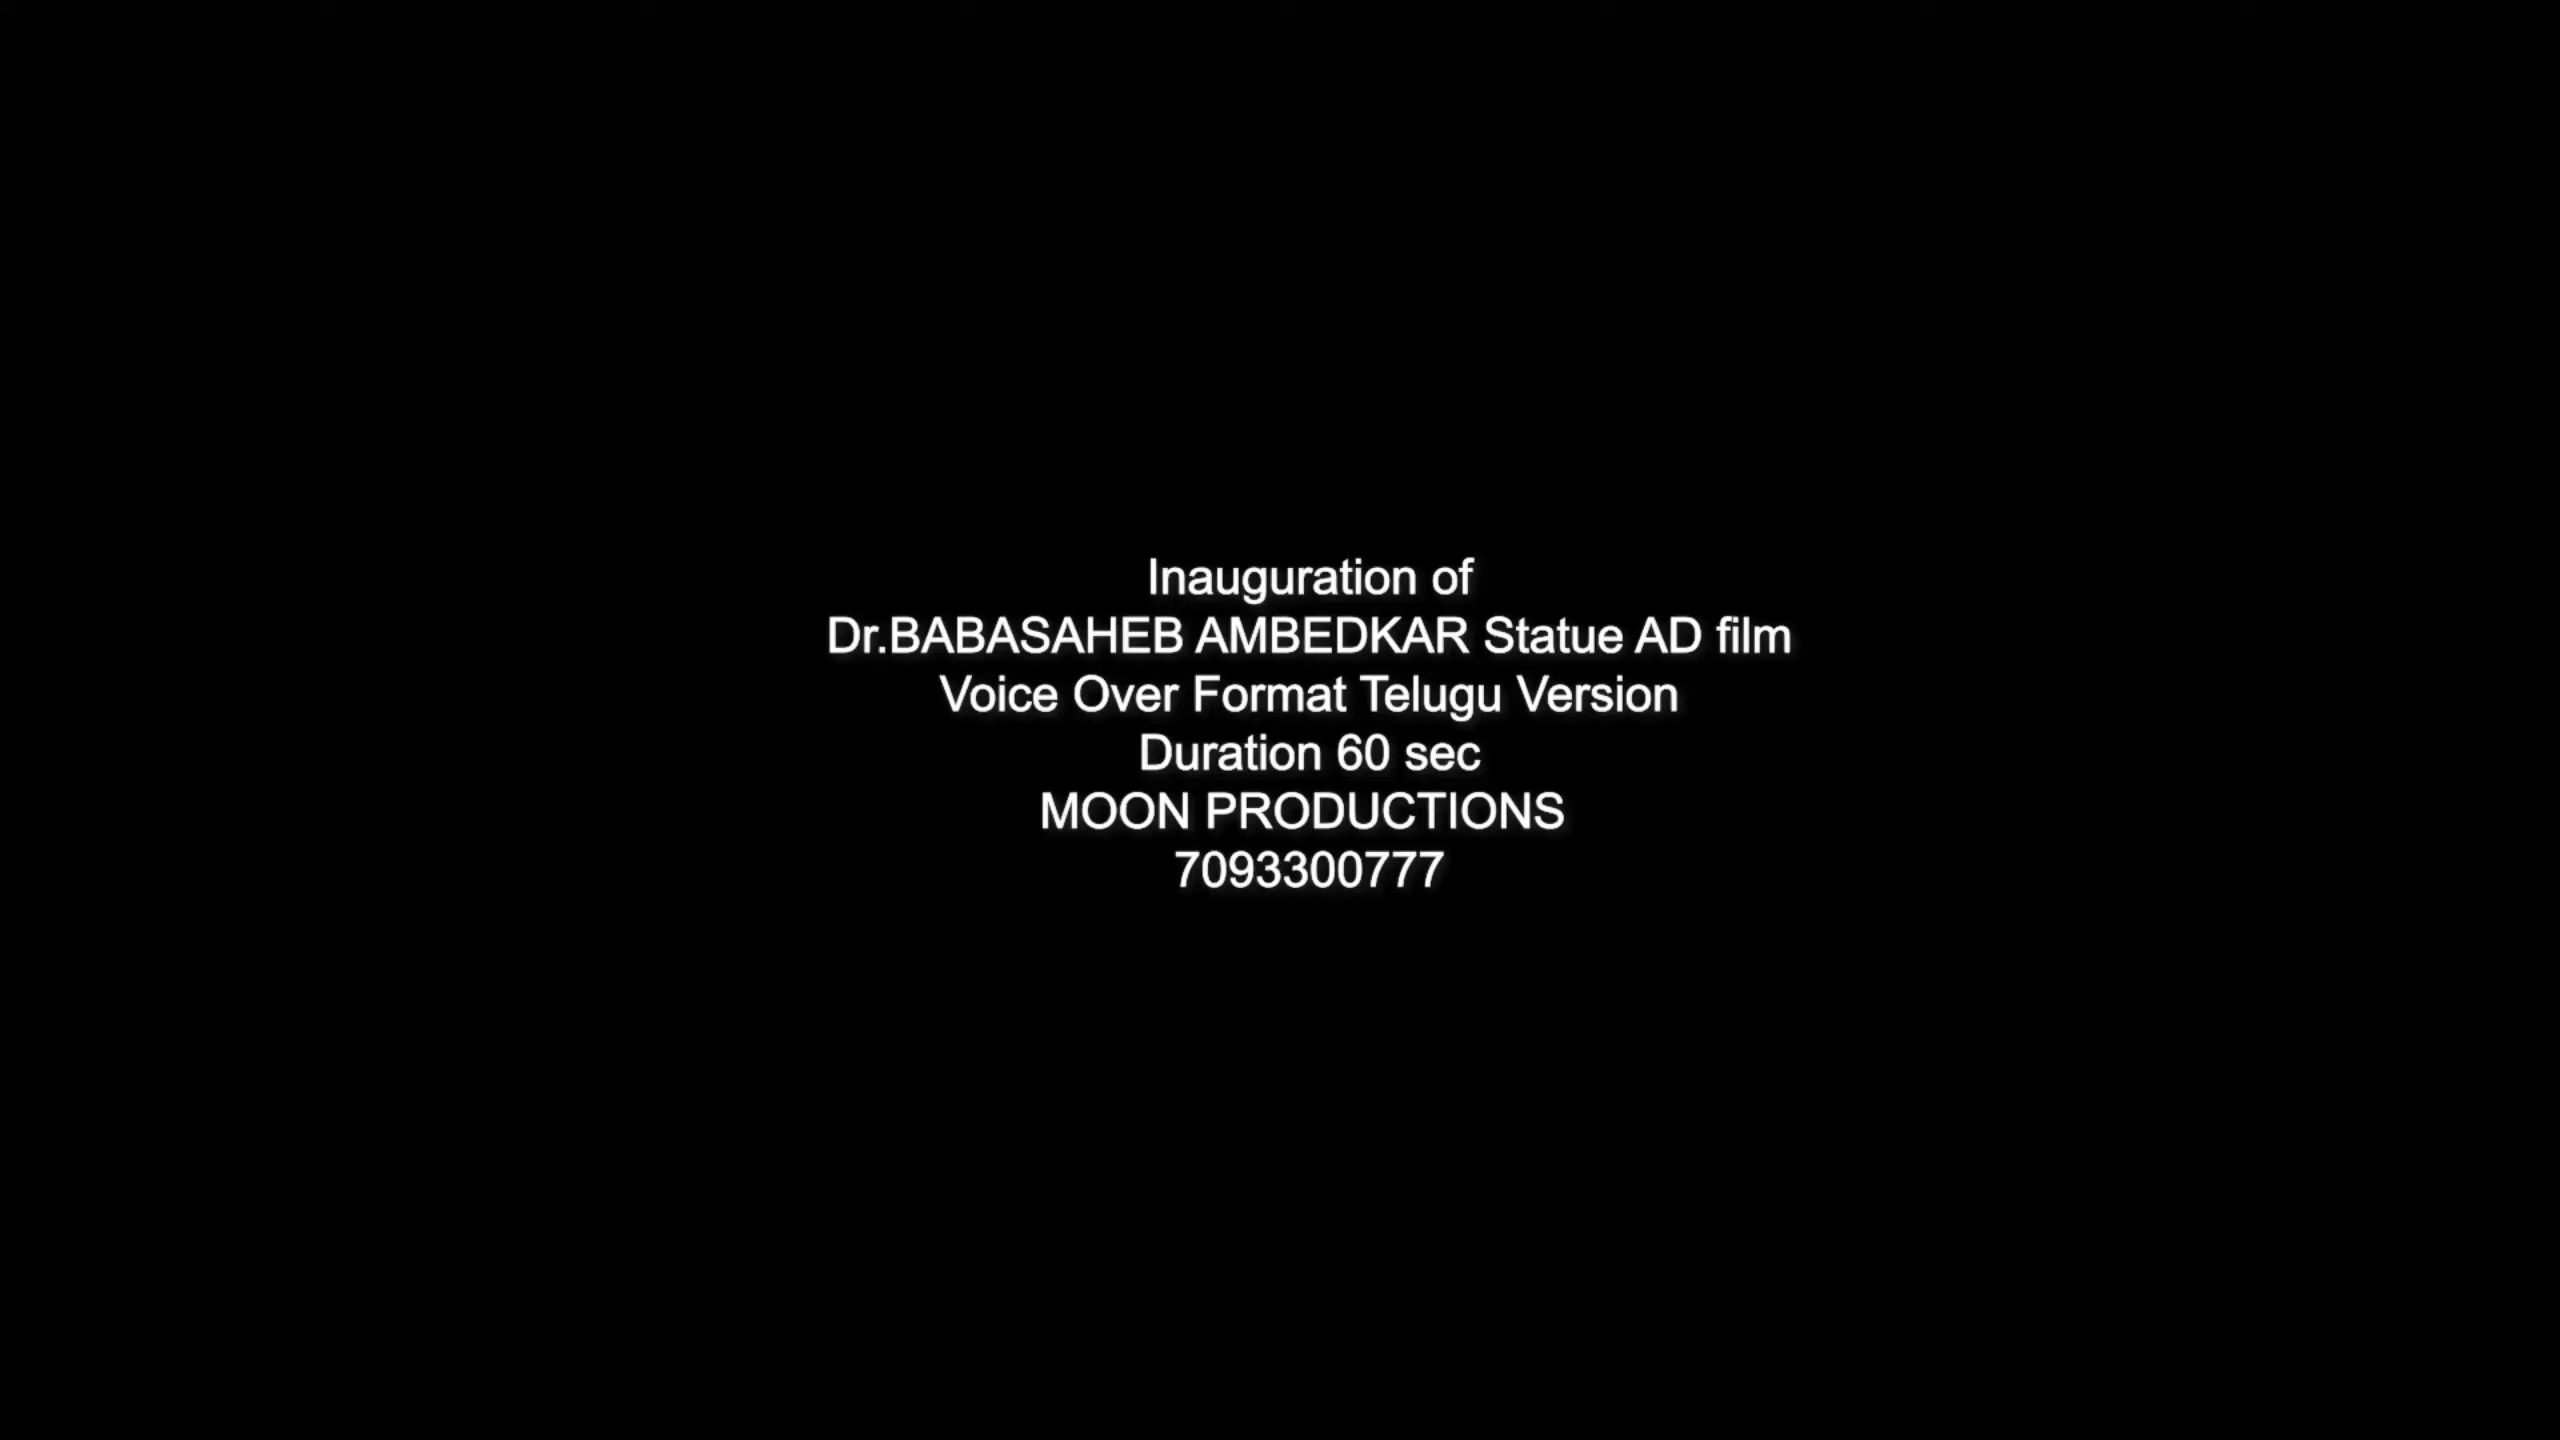 Inauguration of
Dr.BABASAHEB AMBEDKAR Statue AD film
Voice Over Format Telugu Version
Duration 60 sec
MOON PRODUCTIONS
7093300777